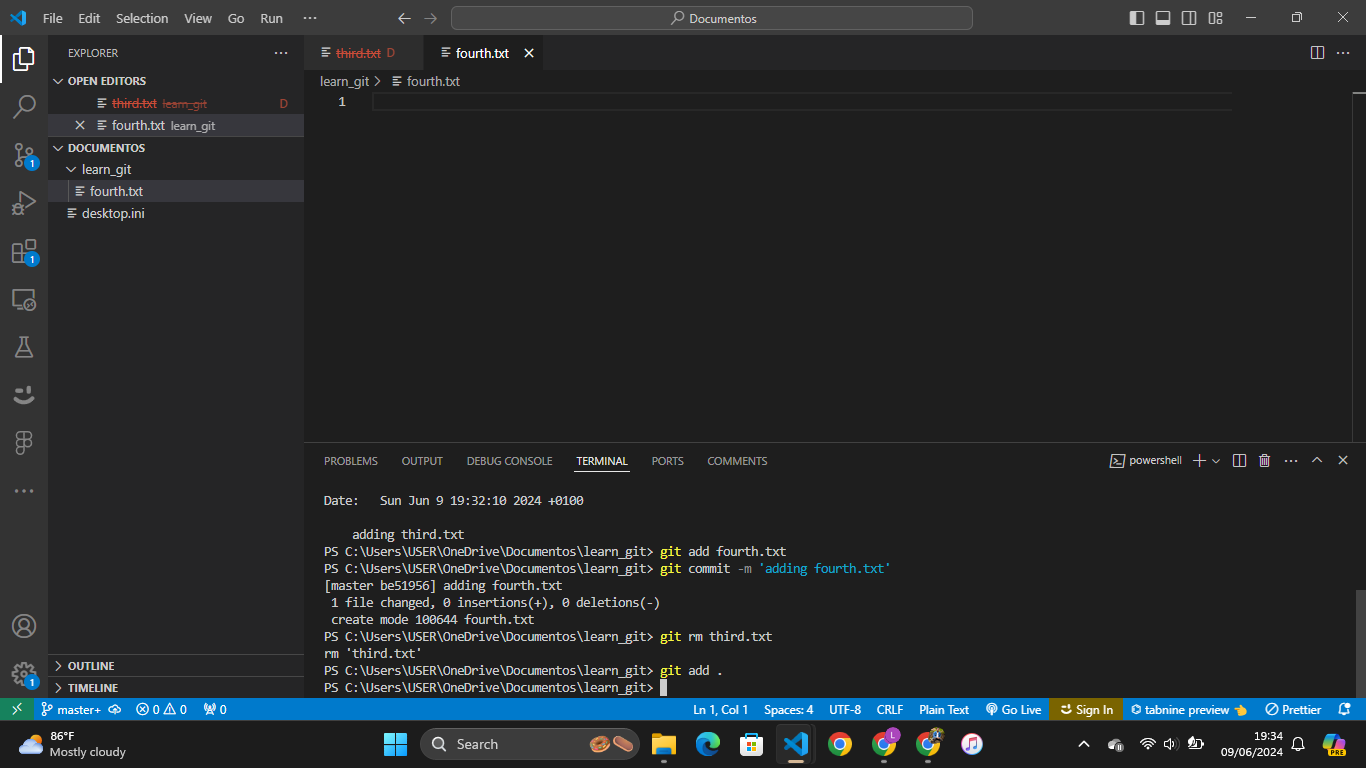 File Edit Selection View Go Run ···
Documentos
EXPLORER
OPEN EDITORS
third.txt learn_git D
fourth.txt learn_git
DOCUMENTOS
learn_git
fourth.txt
desktop.ini
OUTLINE
TIMELINE
1
1
1
third.txt D
fourth.txt
learn_git > fourth.txt
1
PROBLEMS OUTPUT DEBUG CONSOLE TERMINAL PORTS COMMENTS
powershell
Date:   Sun Jun 9 19:32:10 2024 +0100
    adding third.txt
PS C:\Users\USER\OneDrive\Documentos\learn_git> git add fourth.txt
PS C:\Users\USER\OneDrive\Documentos\learn_git> git commit -m 'adding fourth.txt'
[master be51956] adding fourth.txt
 1 file changed, 0 insertions(+), 0 deletions(-)
 create mode 100644 fourth.txt
PS C:\Users\USER\OneDrive\Documentos\learn_git> git rm third.txt
rm 'third.txt'
PS C:\Users\USER\OneDrive\Documentos\learn_git> git add .
PS C:\Users\USER\OneDrive\Documentos\learn_git>
master+ 0 0 0 Ln 1, Col 1 Spaces: 4 UTF-8 CRLF Plain Text Go Live Sign In tabnine preview Prettier
86°F
Mostly cloudy
Search
L
19:34
09/06/2024
PRE